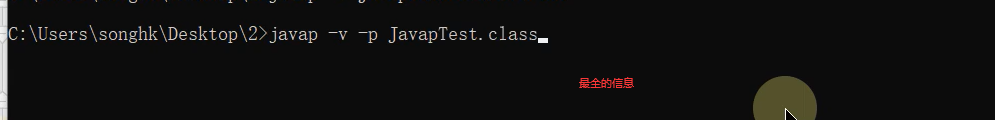 C:\Users\songhk\Desktop\2>javap -v -p JavapTest.class
最全的信息